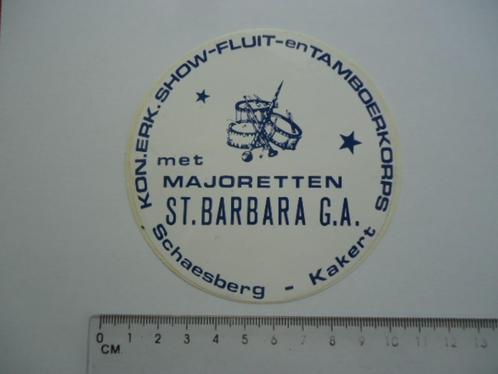 KON.ERK.SHOW-FLUIT-enTAMBOERKORPS
met
MAJORETTEN
ST.BARBARA G.A.
Schaesberg - Kakert
0 1 2 3 4 5 6 7 8 9 10 11 12 13
CM